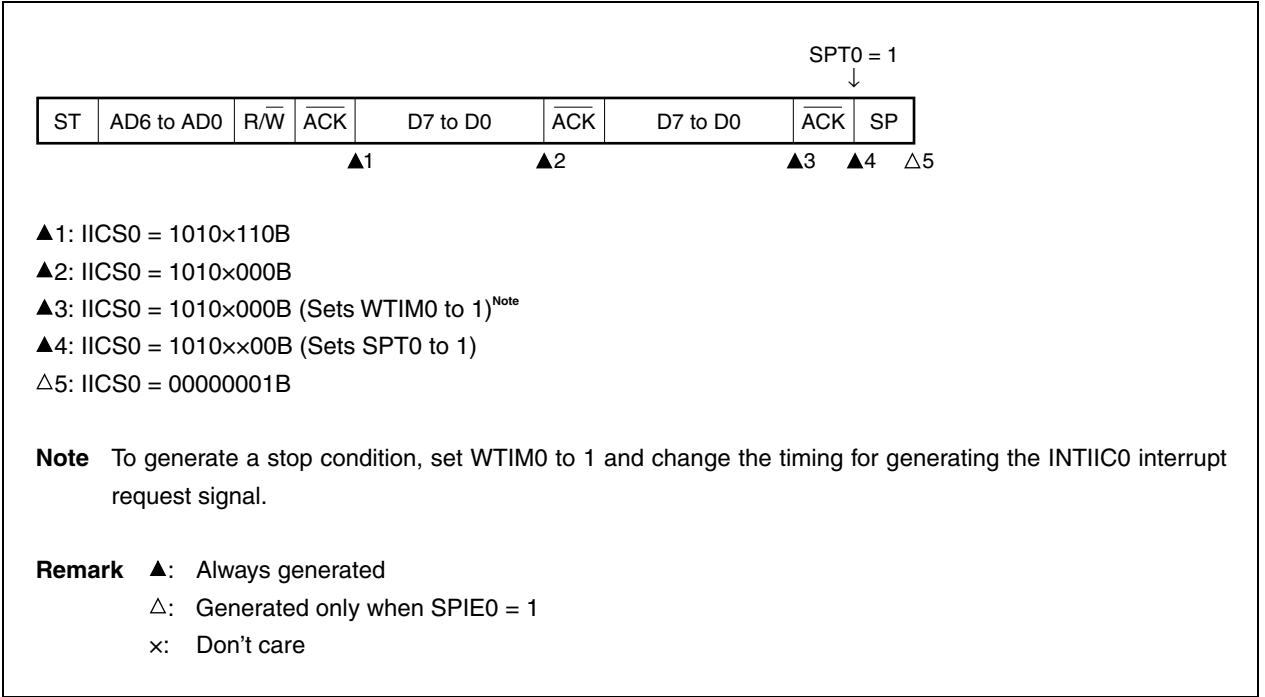 SPT0 = 1
↓
ST AD6 to AD0 R/W̅ A̅C̅K̅ D7 to D0 A̅C̅K̅ D7 to D0 A̅C̅K̅ SP
▲1 ▲2 ▲3 ▲4 △5
▲1: IICS0 = 1010×110B
▲2: IICS0 = 1010×000B
▲3: IICS0 = 1010×000B (Sets WTIM0 to 1)Note
▲4: IICS0 = 1010××00B (Sets SPT0 to 1)
△5: IICS0 = 00000001B
Note To generate a stop condition, set WTIM0 to 1 and change the timing for generating the INTIIC0 interrupt
request signal.
Remark ▲: Always generated
△: Generated only when SPIE0 = 1
×: Don't care